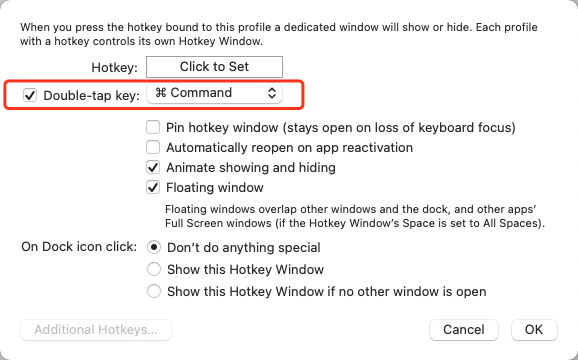 When you press the hotkey bound to this profile a dedicated window will show or hide. Each profile
with a hotkey controls its own Hotkey Window.
Hotkey: Click to Set
Double-tap key: ⌘ Command
Pin hotkey window (stays open on loss of keyboard focus)
Automatically reopen on app reactivation
Animate showing and hiding
Floating window
Floating windows overlap other windows and the dock, and other apps’
Full Screen windows (if the Hotkey Window’s Space is set to All Spaces).
On Dock icon click: Don’t do anything special
Show this Hotkey Window
Show this Hotkey Window if no other window is open
Additional Hotkeys... Cancel OK